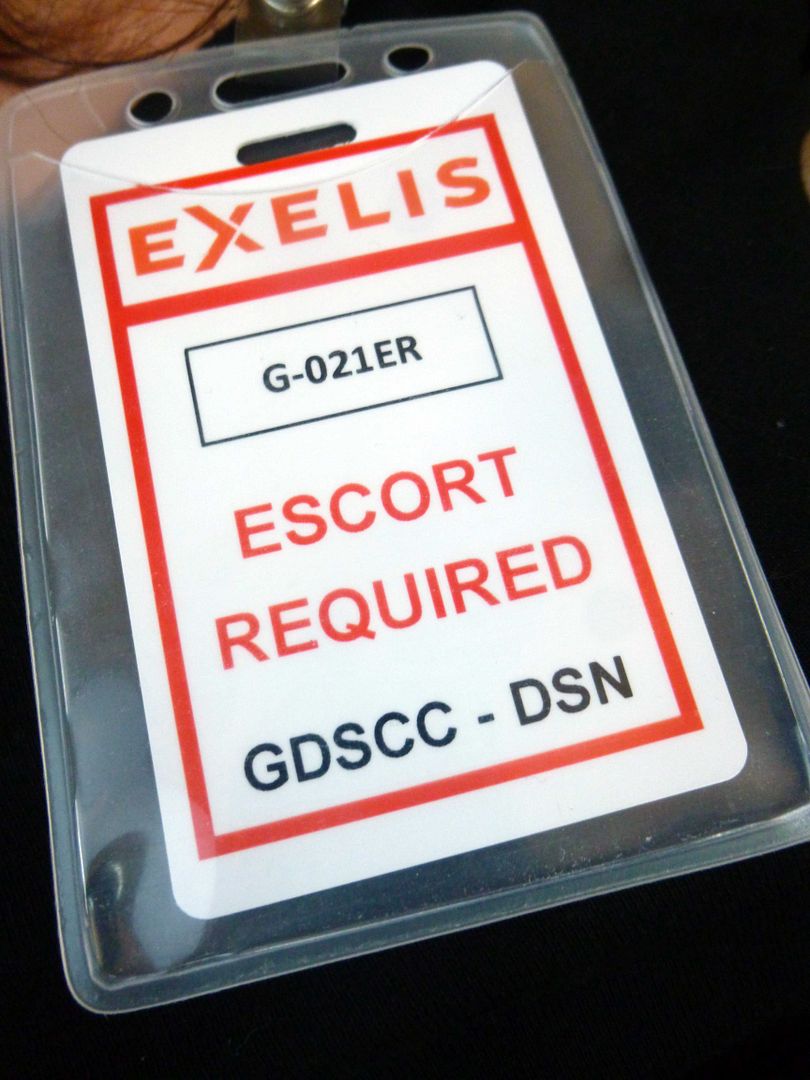 EXELIS
G-021ER
ESCORT
REQUIRED
GDSCC - DSN